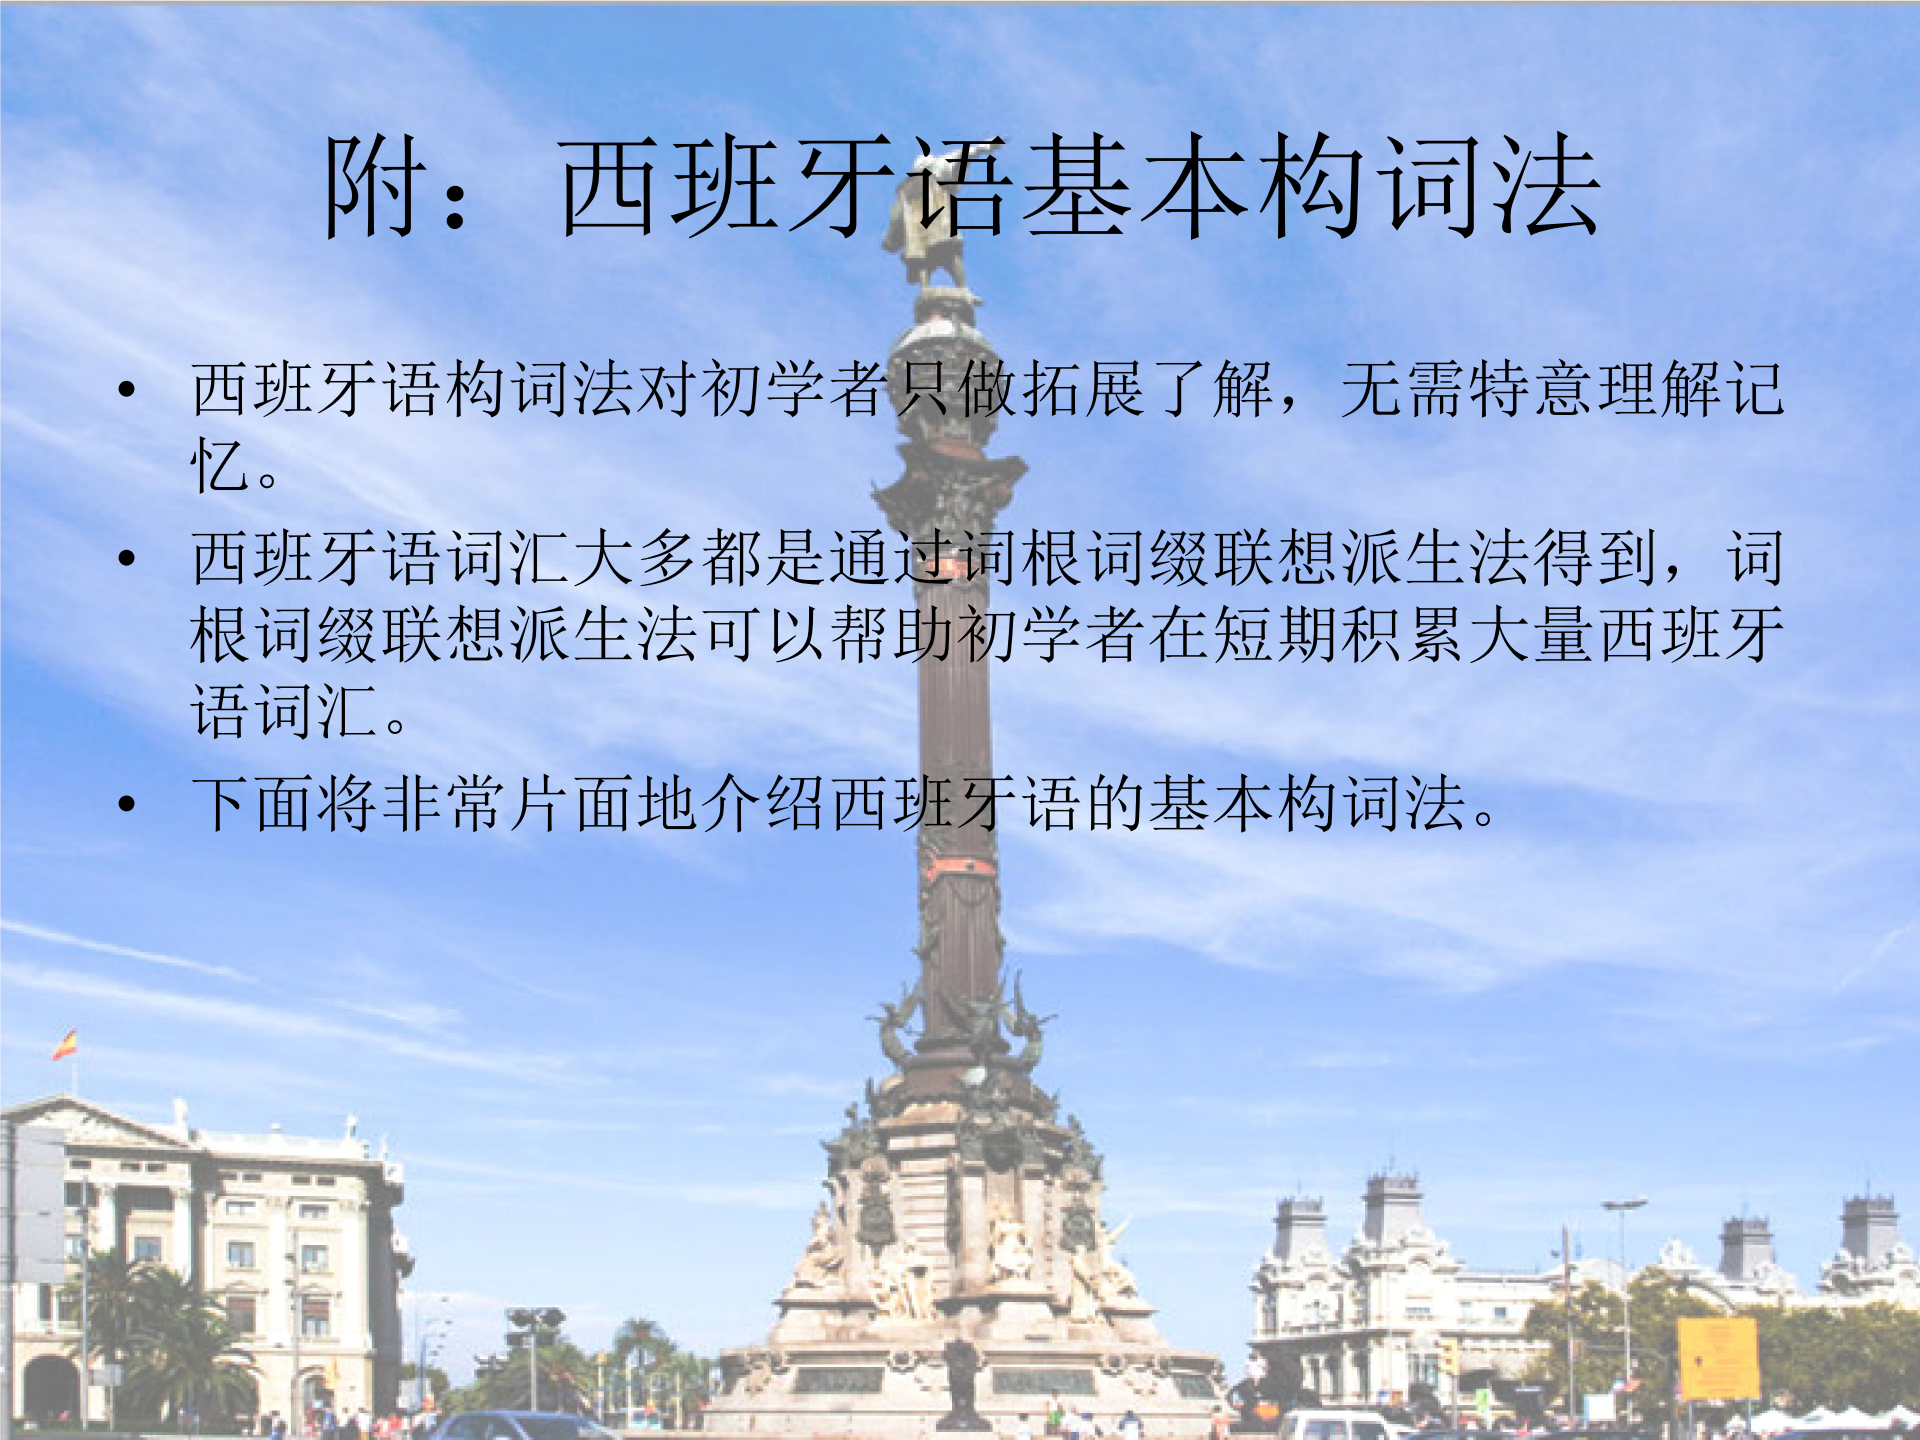 附：西班牙语基本构词法
• 西班牙语构词法对初学者只做拓展了解，无需特意理解记
忆。
• 西班牙语词汇大多都是通过词根词缀联想派生法得到，词
根词缀联想派生法可以帮助初学者在短期积累大量西班牙
语词汇。
• 下面将非常片面地介绍西班牙语的基本构词法。